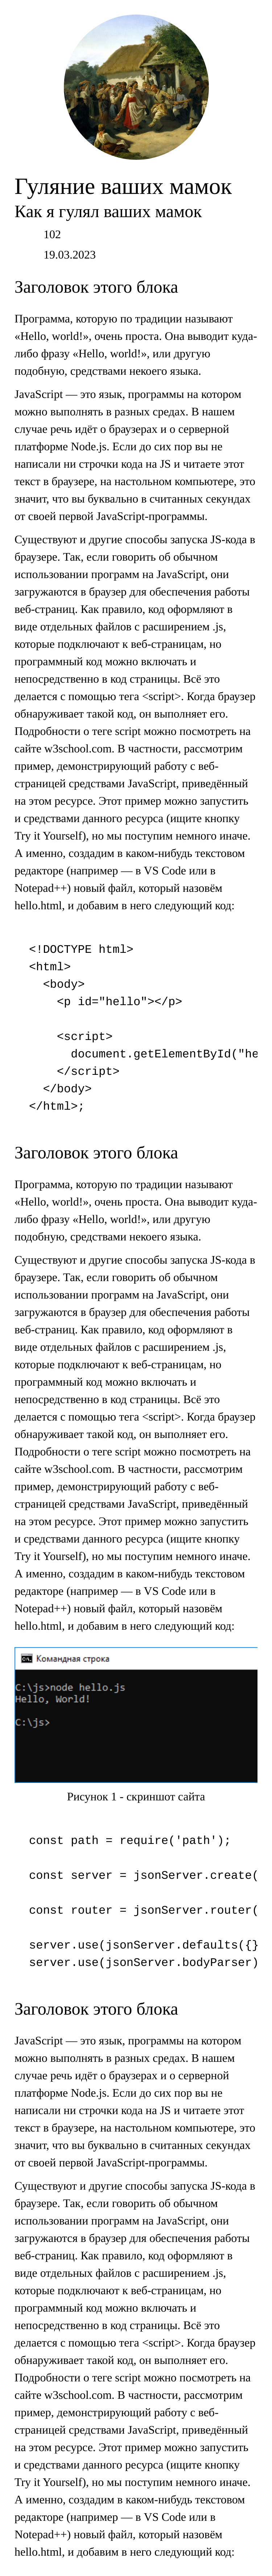 Гуляние ваших мамок
Как я гулял ваших мамок
102
19.03.2023
Заголовок этого блока
Программа, которую по традиции называют
«Hello, world!», очень проста. Она выводит куда-
либо фразу «Hello, world!», или другую
подобную, средствами некоего языка.
JavaScript — это язык, программы на котором
можно выполнять в разных средах. В нашем
случае речь идёт о браузерах и о серверной
платформе Node.js. Если до сих пор вы не
написали ни строчки кода на JS и читаете этот
текст в браузере, на настольном компьютере, это
значит, что вы буквально в считанных секундах
от своей первой JavaScript-программы.
Существуют и другие способы запуска JS-кода в
браузере. Так, если говорить об обычном
использовании программ на JavaScript, они
загружаются в браузер для обеспечения работы
веб-страниц. Как правило, код оформляют в
виде отдельных файлов с расширением .js,
которые подключают к веб-страницам, но
программный код можно включать и
непосредственно в код страницы. Всё это
делается с помощью тега <script>. Когда браузер
обнаруживает такой код, он выполняет его.
Подробности о теге script можно посмотреть на
сайте w3school.com. В частности, рассмотрим
пример, демонстрирующий работу с веб-
страницей средствами JavaScript, приведённый
на этом ресурсе. Этот пример можно запустить
и средствами данного ресурса (ищите кнопку
Try it Yourself), но мы поступим немного иначе.
А именно, создадим в каком-нибудь текстовом
редакторе (например — в VS Code или в
Notepad++) новый файл, который назовём
hello.html, и добавим в него следующий код:
<!DOCTYPE html>
<html>
<body>
<p id="hello"></p>
<script>
document.getElementById("he
</script>
</body>
</html>;
Заголовок этого блока
Программа, которую по традиции называют
«Hello, world!», очень проста. Она выводит куда-
либо фразу «Hello, world!», или другую
подобную, средствами некоего языка.
Существуют и другие способы запуска JS-кода в
браузере. Так, если говорить об обычном
использовании программ на JavaScript, они
загружаются в браузер для обеспечения работы
веб-страниц. Как правило, код оформляют в
виде отдельных файлов с расширением .js,
которые подключают к веб-страницам, но
программный код можно включать и
непосредственно в код страницы. Всё это
делается с помощью тега <script>. Когда браузер
обнаруживает такой код, он выполняет его.
Подробности о теге script можно посмотреть на
сайте w3school.com. В частности, рассмотрим
пример, демонстрирующий работу с веб-
страницей средствами JavaScript, приведённый
на этом ресурсе. Этот пример можно запустить
и средствами данного ресурса (ищите кнопку
Try it Yourself), но мы поступим немного иначе.
А именно, создадим в каком-нибудь текстовом
редакторе (например — в VS Code или в
Notepad++) новый файл, который назовём
hello.html, и добавим в него следующий код:
Командная строка
C:\js>node hello.js
Hello, World!
C:\js>
Рисунок 1 - скриншот сайта
const path = require('path');
const server = jsonServer.create(
const router = jsonServer.router(
server.use(jsonServer.defaults({}
server.use(jsonServer.bodyParser)
Заголовок этого блока
JavaScript — это язык, программы на котором
можно выполнять в разных средах. В нашем
случае речь идёт о браузерах и о серверной
платформе Node.js. Если до сих пор вы не
написали ни строчки кода на JS и читаете этот
текст в браузере, на настольном компьютере, это
значит, что вы буквально в считанных секундах
от своей первой JavaScript-программы.
Существуют и другие способы запуска JS-кода в
браузере. Так, если говорить об обычном
использовании программ на JavaScript, они
загружаются в браузер для обеспечения работы
веб-страниц. Как правило, код оформляют в
виде отдельных файлов с расширением .js,
которые подключают к веб-страницам, но
программный код можно включать и
непосредственно в код страницы. Всё это
делается с помощью тега <script>. Когда браузер
обнаруживает такой код, он выполняет его.
Подробности о теге script можно посмотреть на
сайте w3school.com. В частности, рассмотрим
пример, демонстрирующий работу с веб-
страницей средствами JavaScript, приведённый
на этом ресурсе. Этот пример можно запустить
и средствами данного ресурса (ищите кнопку
Try it Yourself), но мы поступим немного иначе.
А именно, создадим в каком-нибудь текстовом
редакторе (например — в VS Code или в
Notepad++) новый файл, который назовём
hello.html, и добавим в него следующий код: